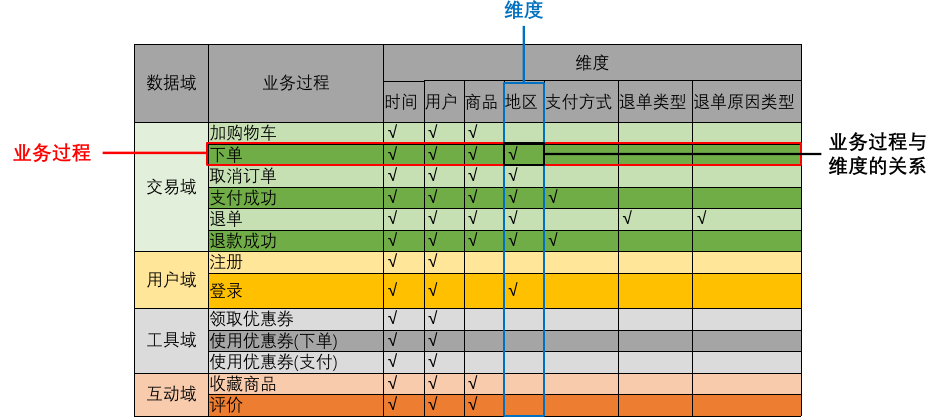 维度
数据域 业务过程 维度
时间 用户 商品 地区 支付方式 退单类型 退单原因类型
交易域 加购物车 √ √ √
业务过程 下单 √ √ √ √ 业务过程与
维度的关系
取消订单 √ √ √ √
支付成功 √ √ √ √ √
退单 √ √ √ √ √ √
退款成功 √ √ √ √ √
用户域 注册 √ √
登录 √ √ √
工具域 领取优惠券 √ √
使用优惠券(下单) √ √
使用优惠券(支付) √ √
互动域 收藏商品 √ √ √
评价 √ √ √